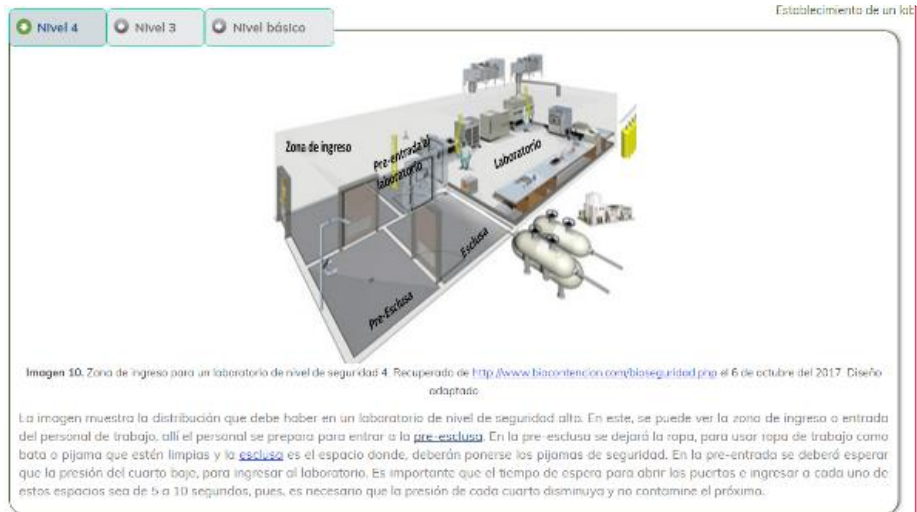 Establecimiento de un lab
Nivel 4
Nivel 3
Nivel básico
Zona de ingreso
Pre-entrada al
laboratorio
Laboratorio
Esclusa
Pre-Esclusa
Imagen 10. Zona de ingreso para un laboratorio de nivel de seguridad 4. Recuperado de http://www.biocontencion.com/bioseguridad.php el 6 de octubre del 2017. Diseño
adaptado
La imagen muestra la distribución que debe haber en un laboratorio de nivel de seguridad alto. En este, se puede ver la zona de ingreso o entrada
del personal de trabajo, allí el personal se prepara para entrar a la pre-esclusa. En la pre-esclusa se dejará la ropa, para usar ropa de trabajo como
bata o pijama que estén limpias y la esclusa es el espacio donde, deberán ponerse los pijamas de seguridad. En la pre-entrada se deberá esperar
que la presión del cuarto baje, para ingresar al laboratorio. Es importante que el tiempo de espera para abrir las puertas e ingresar a cada uno de
estos espacios sea de 5 a 10 segundos, pues, es necesario que la presión de cada cuarto disminuya y no contamine el próximo.